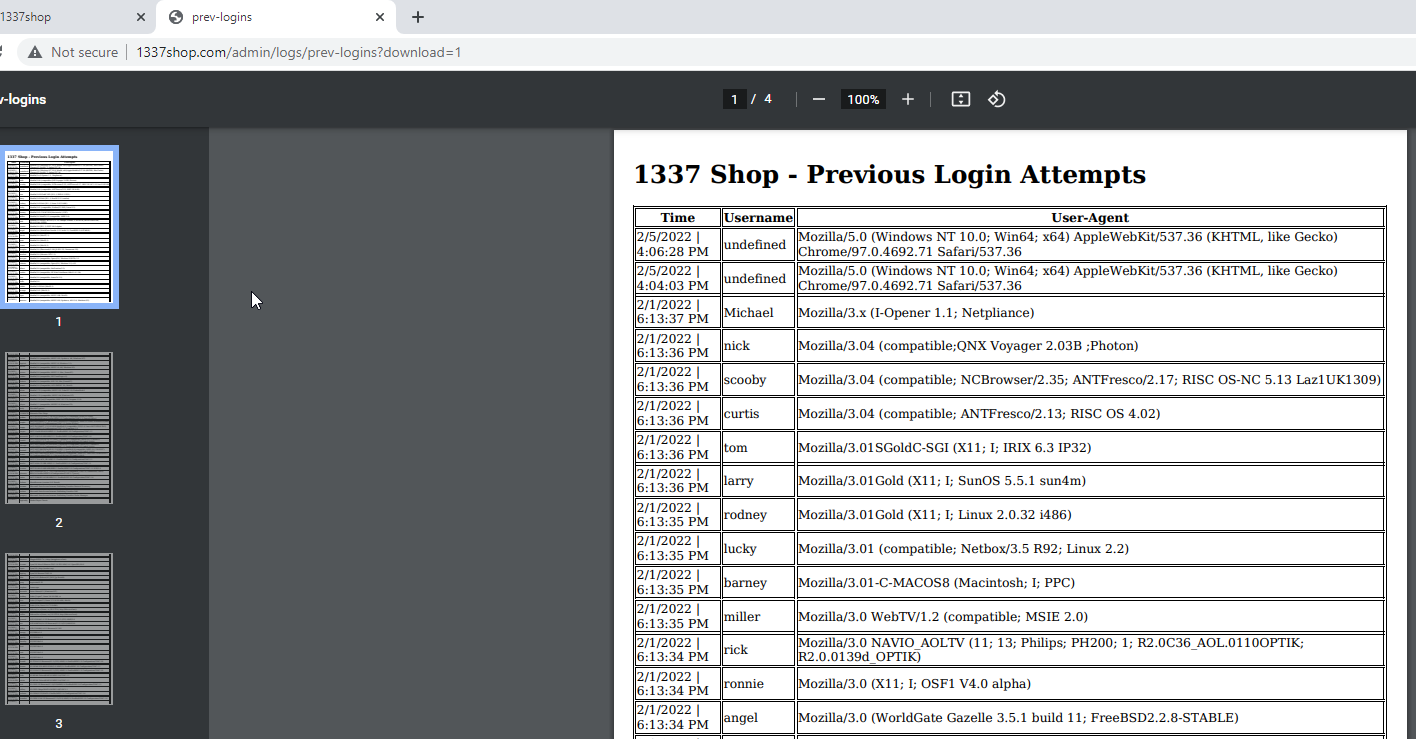 1337shop
prev-logins
Not secure
1337shop.com/admin/logs/prev-logins?download=1
v-logins
1 / 4
100%
1
2
3
1337 Shop - Previous Login Attempts
Time Username User-Agent
2/5/2022 |
4:06:28 PM
undefined
Mozilla/5.0 (Windows NT 10.0; Win64; x64) AppleWebKit/537.36 (KHTML, like Gecko)
Chrome/97.0.4692.71 Safari/537.36
2/5/2022 |
4:04:03 PM
undefined
Mozilla/5.0 (Windows NT 10.0; Win64; x64) AppleWebKit/537.36 (KHTML, like Gecko)
Chrome/97.0.4692.71 Safari/537.36
2/1/2022 |
6:13:37 PM
Michael
Mozilla/3.x (I-Opener 1.1; Netpliance)
2/1/2022 |
6:13:36 PM
nick
Mozilla/3.04 (compatible;QNX Voyager 2.03B ;Photon)
2/1/2022 |
6:13:36 PM
scooby
Mozilla/3.04 (compatible; NCBrowser/2.35; ANTFresco/2.17; RISC OS-NC 5.13 Laz1UK1309)
2/1/2022 |
6:13:36 PM
curtis
Mozilla/3.04 (compatible; ANTFresco/2.13; RISC OS 4.02)
2/1/2022 |
6:13:36 PM
tom
Mozilla/3.01SGoldC-SGI (X11; I; IRIX 6.3 IP32)
2/1/2022 |
6:13:36 PM
larry
Mozilla/3.01Gold (X11; I; SunOS 5.5.1 sun4m)
2/1/2022 |
6:13:35 PM
rodney
Mozilla/3.01Gold (X11; I; Linux 2.0.32 i486)
2/1/2022 |
6:13:35 PM
lucky
Mozilla/3.01 (compatible; Netbox/3.5 R92; Linux 2.2)
2/1/2022 |
6:13:35 PM
barney
Mozilla/3.01-C-MACOS8 (Macintosh; I; PPC)
2/1/2022 |
6:13:35 PM
miller
Mozilla/3.0 WebTV/1.2 (compatible; MSIE 2.0)
2/1/2022 |
6:13:34 PM
rick
Mozilla/3.0 NAVIO_AOLTV (11; 13; Philips; PH200; 1; R2.0C36_AOL.0110OPTIK;
R2.0.0139d_OPTIK)
2/1/2022 |
6:13:34 PM
ronnie
Mozilla/3.0 (X11; I; OSF1 V4.0 alpha)
2/1/2022 |
6:13:34 PM
angel
Mozilla/3.0 (WorldGate Gazelle 3.5.1 build 11; FreeBSD2.2.8-STABLE)